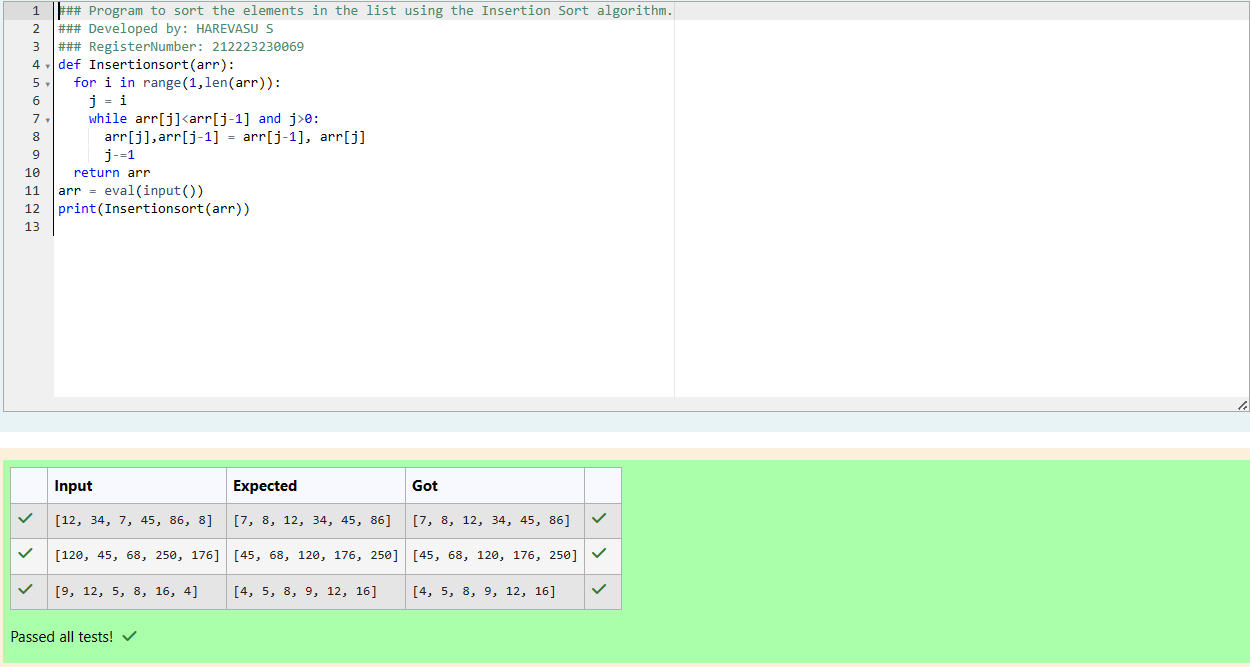 1 ### Program to sort the elements in the list using the Insertion Sort algorithm.
2 ### Developed by: HAREVASU S
3 ### RegisterNumber: 212223230069
4 def Insertionsort(arr):
5   for i in range(1,len(arr)):
6     j = i
7     while arr[j]<arr[j-1] and j>0:
8       arr[j],arr[j-1] = arr[j-1], arr[j]
9       j-=1
10   return arr
11 arr = eval(input())
12 print(Insertionsort(arr))
13
Input Expected Got
[12, 34, 7, 45, 86, 8] [7, 8, 12, 34, 45, 86] [7, 8, 12, 34, 45, 86]
[120, 45, 68, 250, 176] [45, 68, 120, 176, 250] [45, 68, 120, 176, 250]
[9, 12, 5, 8, 16, 4] [4, 5, 8, 9, 12, 16] [4, 5, 8, 9, 12, 16]
Passed all tests!